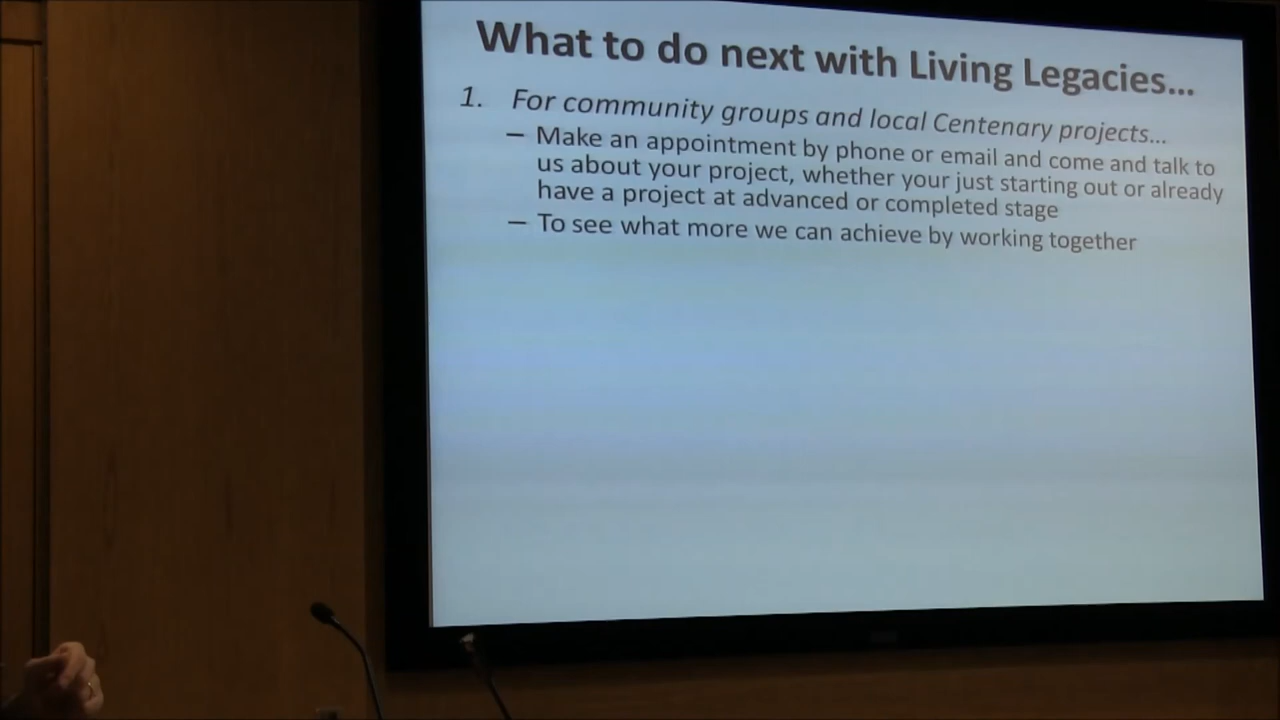 What to do next with Living Legacies...
1. For community groups and local Centenary projects...
– Make an appointment by phone or email and come and talk to
us about your project, whether your just starting out or already
have a project at advanced or completed stage
– To see what more we can achieve by working together